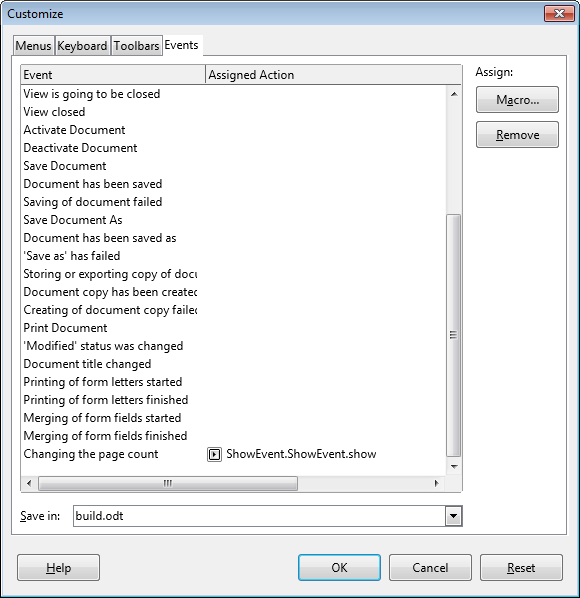 Customize
Menus Keyboard Toolbars Events
Event Assigned Action
Assign:
View is going to be closed
View closed
Macro...
Activate Document
Remove
Deactivate Document
Save Document
Document has been saved
Saving of document failed
Save Document As
Document has been saved as
'Save as' has failed
Storing or exporting copy of docu
Document copy has been created
Creating of document copy failed
Print Document
'Modified' status was changed
Document title changed
Printing of form letters started
Printing of form letters finished
Merging of form fields started
Merging of form fields finished
Changing the page count ShowEvent.ShowEvent.show
Save in: build.odt
Help OK Cancel Reset